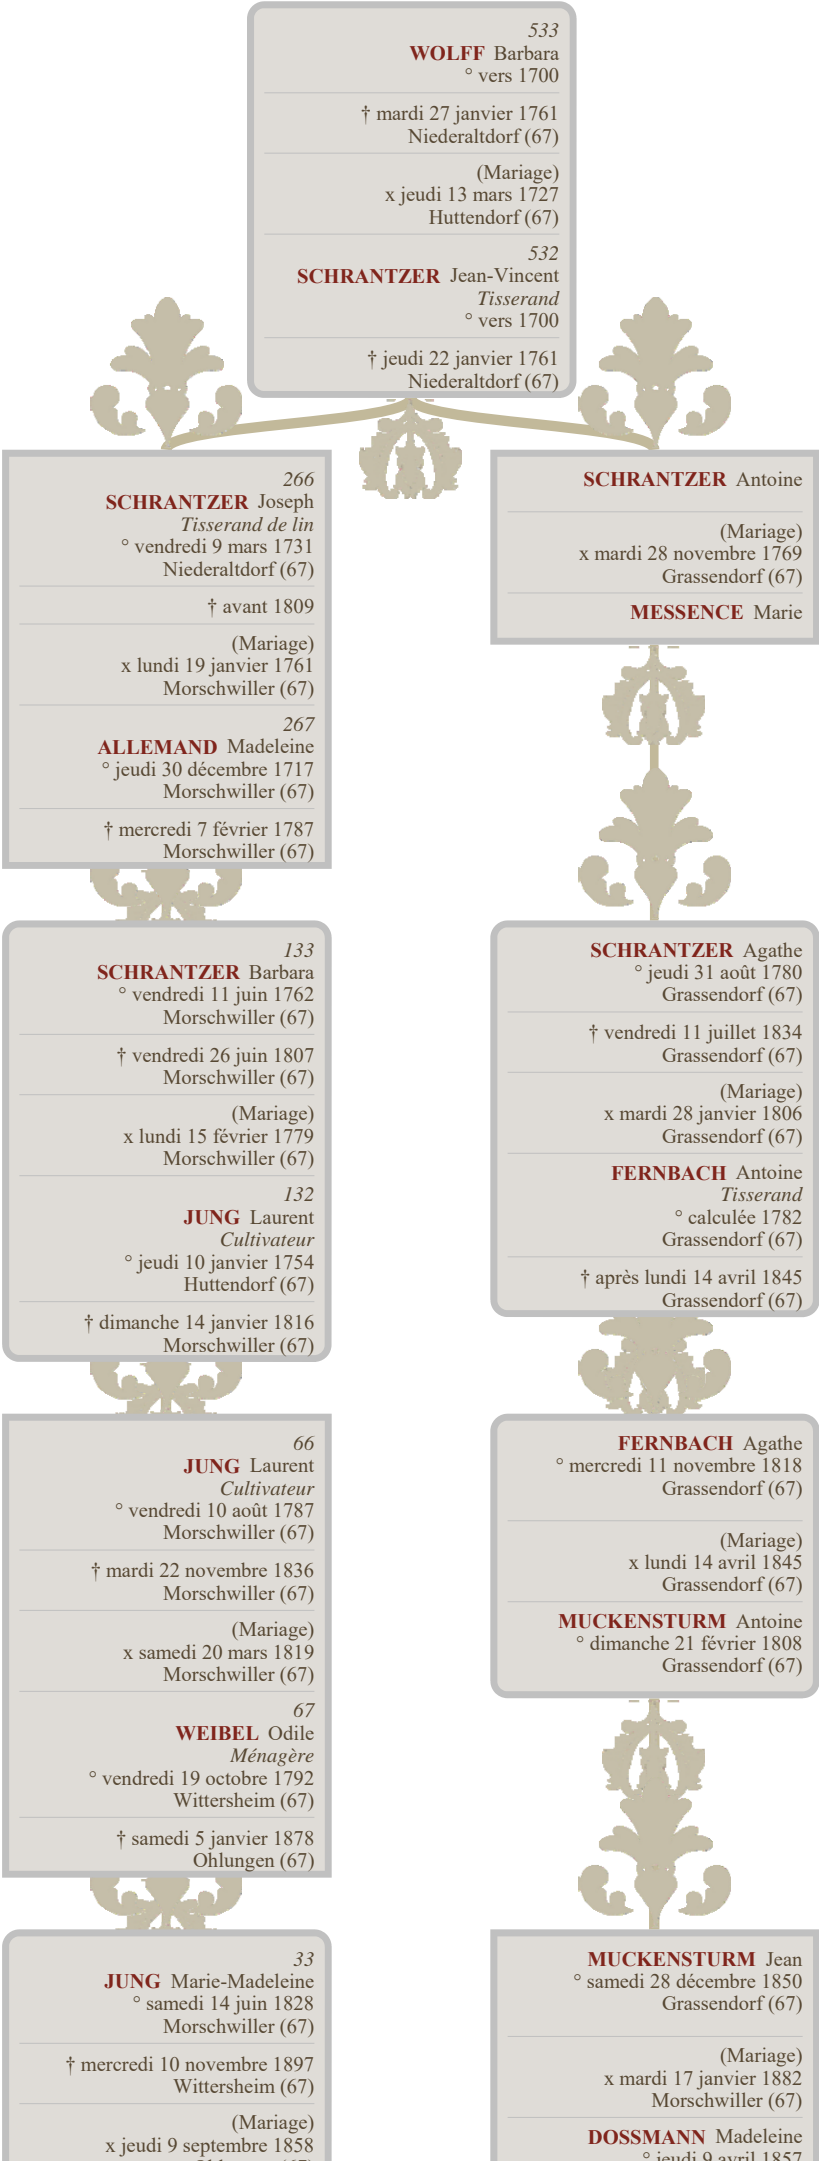 533
WOLFF Barbara
° vers 1700
† mardi 27 janvier 1761
Niederaltdorf (67)
(Mariage)
x jeudi 13 mars 1727
Huttendorf (67)
532
SCHRANTZER Jean-Vincent
Tisserand
° vers 1700
† jeudi 22 janvier 1761
Niederaltdorf (67)
266
SCHRANTZER Joseph
Tisserand de lin
° vendredi 9 mars 1731
Niederaltdorf (67)
† avant 1809
(Mariage)
x lundi 19 janvier 1761
Morschwiller (67)
267
ALLEMAND Madeleine
° jeudi 30 décembre 1717
Morschwiller (67)
† mercredi 7 février 1787
Morschwiller (67)
SCHRANTZER Antoine
(Mariage)
x mardi 28 novembre 1769
Grassendorf (67)
MESSENCE Marie
133
SCHRANTZER Barbara
° vendredi 11 juin 1762
Morschwiller (67)
† vendredi 26 juin 1807
Morschwiller (67)
(Mariage)
x lundi 15 février 1779
Morschwiller (67)
132
JUNG Laurent
Cultivateur
° jeudi 10 janvier 1754
Huttendorf (67)
† dimanche 14 janvier 1816
Morschwiller (67)
SCHRANTZER Agathe
° jeudi 31 août 1780
Grassendorf (67)
† vendredi 11 juillet 1834
Grassendorf (67)
(Mariage)
x mardi 28 janvier 1806
Grassendorf (67)
FERNBACH Antoine
Tisserand
° calculée 1782
Grassendorf (67)
† après lundi 14 avril 1845
Grassendorf (67)
66
JUNG Laurent
Cultivateur
° vendredi 10 août 1787
Morschwiller (67)
† mardi 22 novembre 1836
Morschwiller (67)
(Mariage)
x samedi 20 mars 1819
Morschwiller (67)
67
WEIBEL Odile
Ménagère
° vendredi 19 octobre 1792
Wittersheim (67)
† samedi 5 janvier 1878
Ohlungen (67)
FERNBACH Agathe
° mercredi 11 novembre 1818
Grassendorf (67)
(Mariage)
x lundi 14 avril 1845
Grassendorf (67)
MUCKENSTURM Antoine
° dimanche 21 février 1808
Grassendorf (67)
33
JUNG Marie-Madeleine
° samedi 14 juin 1828
Morschwiller (67)
† mercredi 10 novembre 1897
Wittersheim (67)
(Mariage)
x jeudi 9 septembre 1858
MUCKENSTURM Jean
° samedi 28 décembre 1850
Grassendorf (67)
(Mariage)
x mardi 17 janvier 1882
Morschwiller (67)
DOSSMANN Madeleine
° jeudi 9 avril 1857